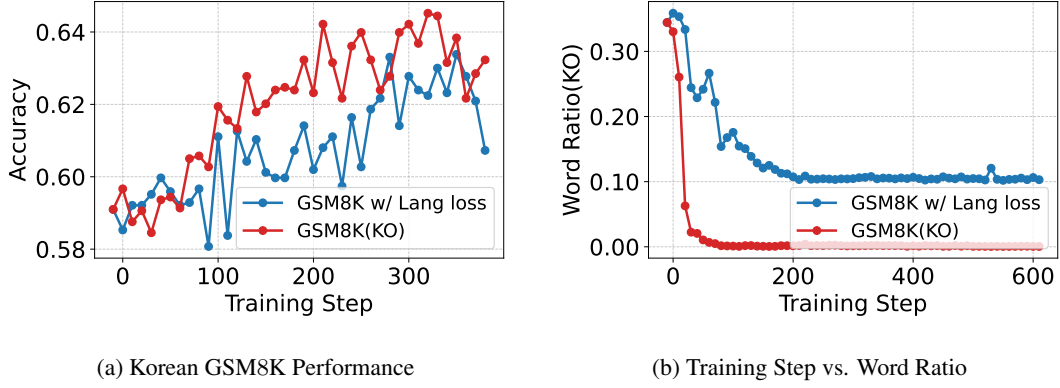 Accuracy
0.64
0.62
0.60
0.58
0
100
200
300
Training Step
GSM8K w/ Lang loss
GSM8K(KO)
(a) Korean GSM8K Performance
Word Ratio(KO)
0.30
0.20
0.10
0.00
0
200
400
600
Training Step
GSM8K w/ Lang loss
GSM8K(KO)
(b) Training Step vs. Word Ratio